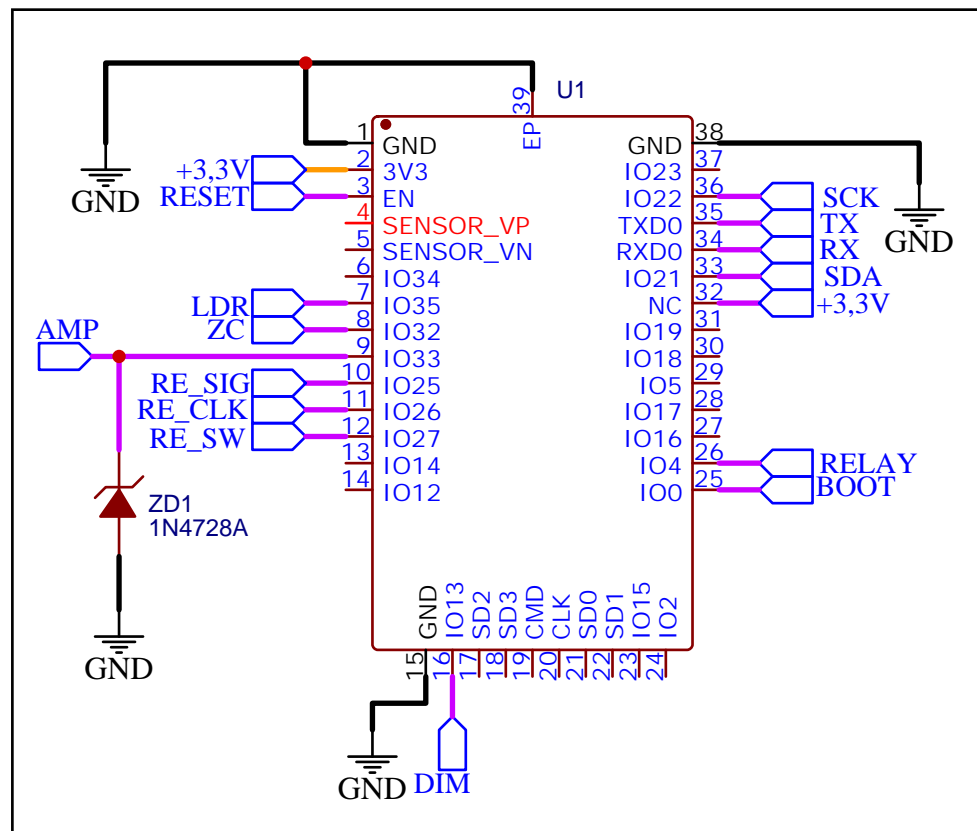 U1
39
EP
1
GND
GND
38
+3,3V
2
3V3
IO23
37
RESET
3
EN
IO22
36
SCK
GND
4
SENSOR_VP
TXD0
35
TX
GND
5
SENSOR_VN
RXD0
34
RX
6
IO34
IO21
33
SDA
LDR
7
IO35
NC
32
+3,3V
ZC
8
IO32
IO19
31
AMP
9
IO33
IO18
30
RE_SIG
10
IO25
IO5
29
RE_CLK
11
IO26
IO17
28
RE_SW
12
IO27
IO16
27
13
IO14
IO4
26
RELAY
14
IO12
IO0
25
BOOT
ZD1
1N4728A
GND
GND
IO13
SD2
SD3
CMD
CLK
SD0
SD1
IO15
IO2
15
16
17
18
19
20
21
22
23
24
GND
DIM